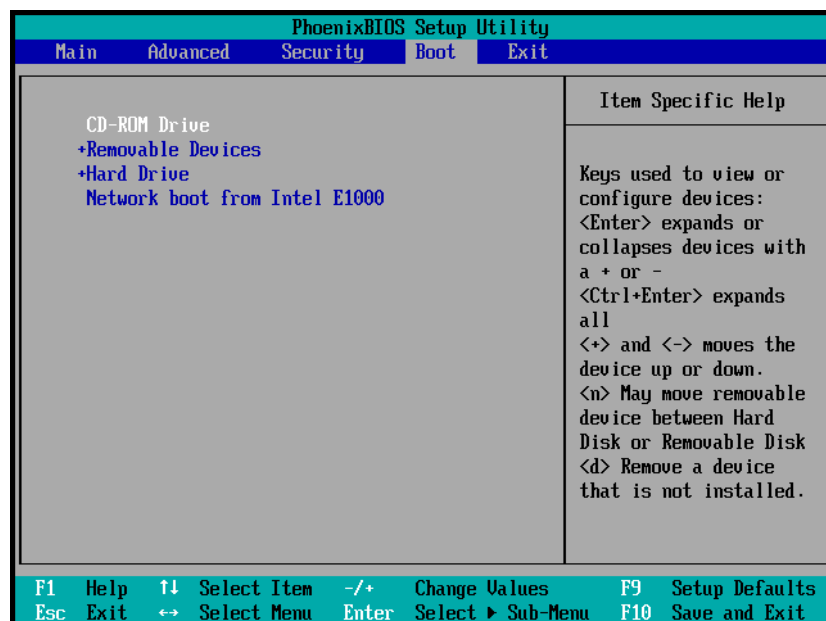 PhoenixBIOS Setup Utility
Main Advanced Security Boot Exit
CD-ROM Drive
+Removable Devices
+Hard Drive
Network boot from Intel E1000
Item Specific Help
Keys used to view or
configure devices:
<Enter> expands or
collapses devices with
a + or -
<Ctrl+Enter> expands
all
<+> and <-> moves the
device up or down.
<n> May move removable
device between Hard
Disk or Removable Disk
<d> Remove a device
that is not installed.
F1 Help ↑↓ Select Item -/+ Change Values F9 Setup Defaults
Esc Exit ↔ Select Menu Enter Select ▶ Sub-Menu F10 Save and Exit